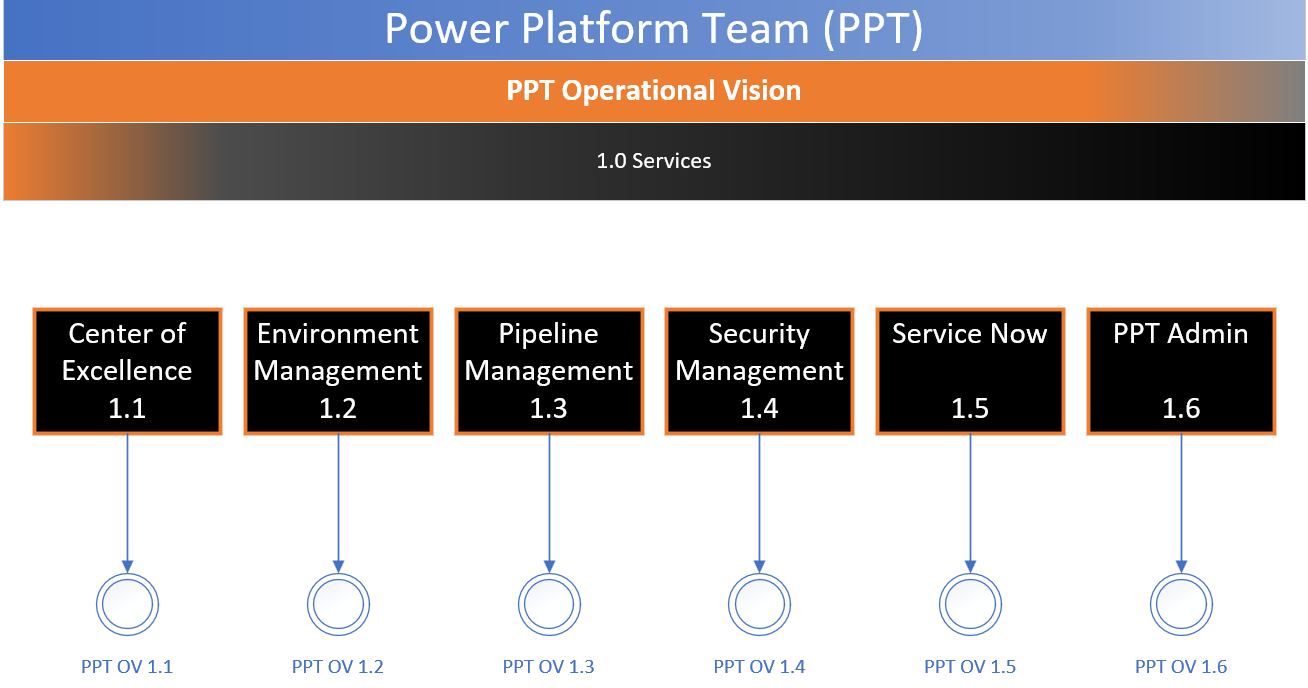 Power Platform Team (PPT)
PPT Operational Vision
1.0 Services
Center of
Excellence
1.1
Environment
Management
1.2
Pipeline
Management
1.3
Security
Management
1.4
Service Now
1.5
PPT Admin
1.6
PPT OV 1.1
PPT OV 1.2
PPT OV 1.3
PPT OV 1.4
PPT OV 1.5
PPT OV 1.6